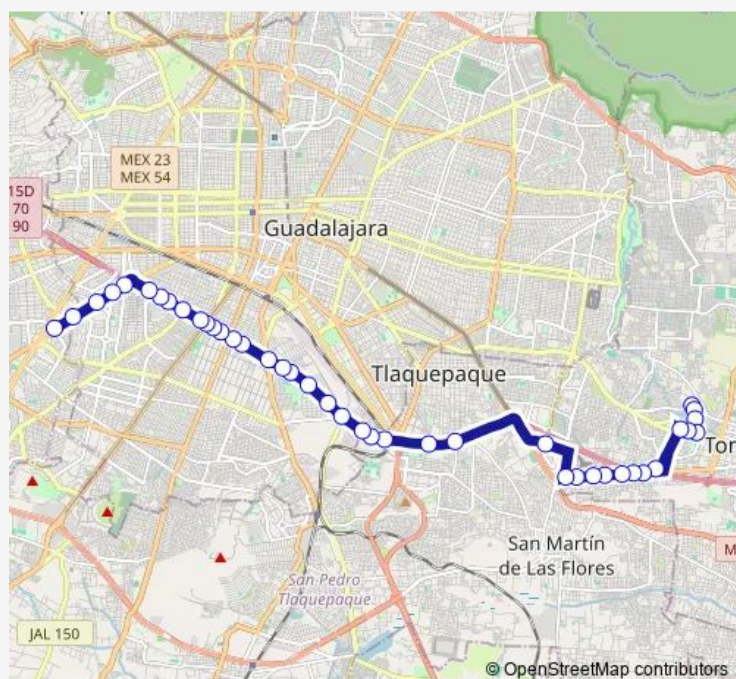 MEX 23
MEX 54
15D
70
90
Guadalajara
Tlaquepaque
Ton
San Martín
de Las Flores
San Pedro
Tlaquepaque
M
JAL 150
© OpenStreetMap contributors